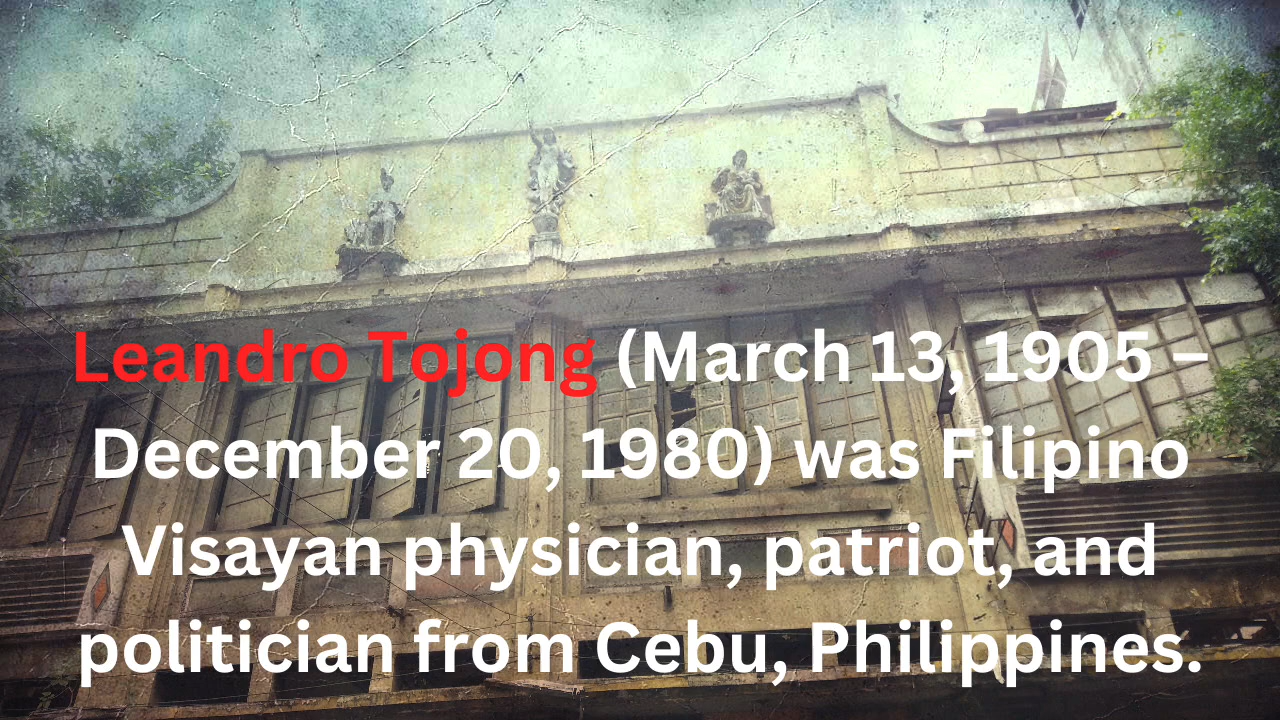 Leandro Tojong (March 13, 1905 –
December 20, 1980) was Filipino
Visayan physician, patriot, and
politician from Cebu, Philippines.